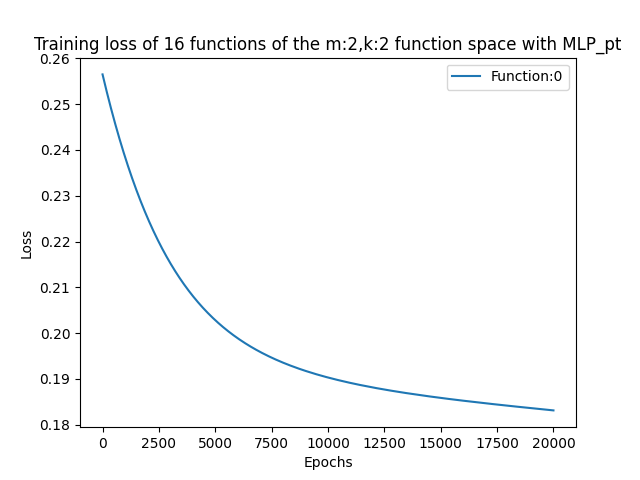 Training loss of 16 functions of the m:2,k:2 function space with MLP_pt
0.26
0.25
0.24
0.23
0.22
0.21
0.20
0.19
0.18
Loss
Function:0
0 2500 5000 7500 10000 12500 15000 17500 20000
Epochs